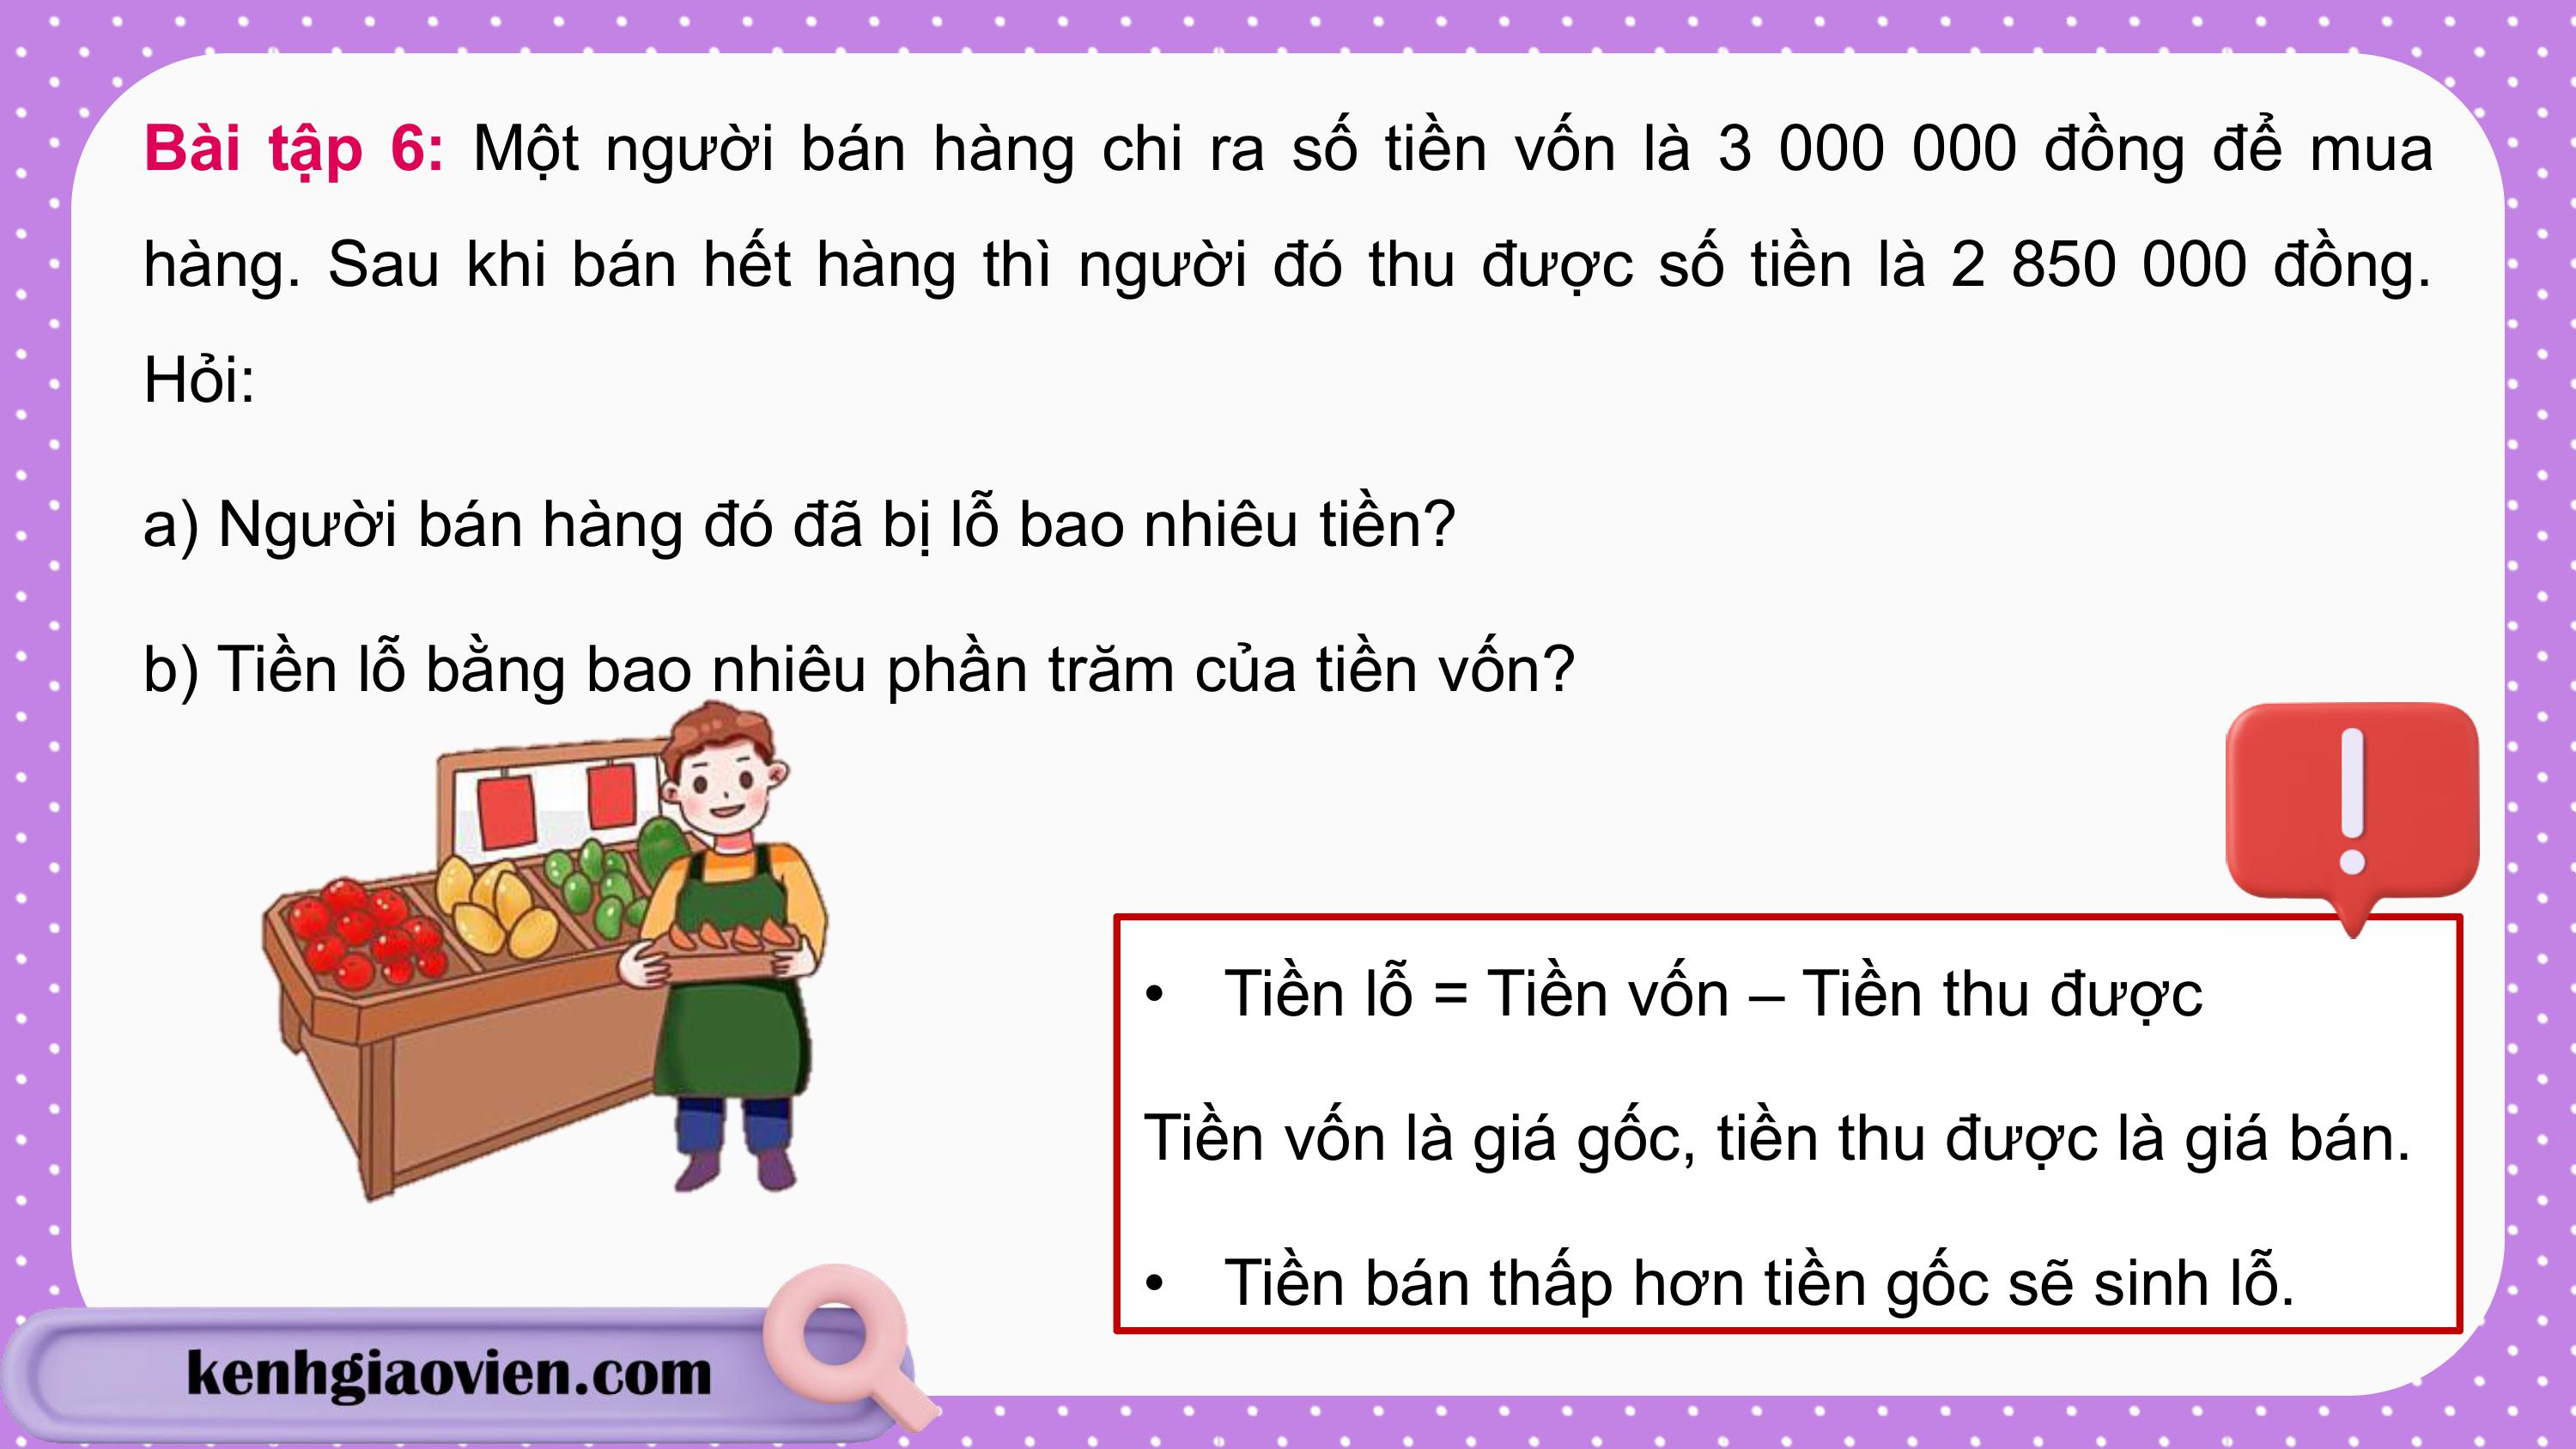 Bài tập 6: Một người bán hàng chi ra số tiền vốn là 3 000 000 đồng để mua
hàng. Sau khi bán hết hàng thì người đó thu được số tiền là 2 850 000 đồng.
Hỏi:
a) Người bán hàng đó đã bị lỗ bao nhiêu tiền?
b) Tiền lỗ bằng bao nhiêu phần trăm của tiền vốn?
• Tiền lỗ = Tiền vốn – Tiền thu được
Tiền vốn là giá gốc, tiền thu được là giá bán.
• Tiền bán thấp hơn tiền gốc sẽ sinh lỗ.
kenhgiaovien.com